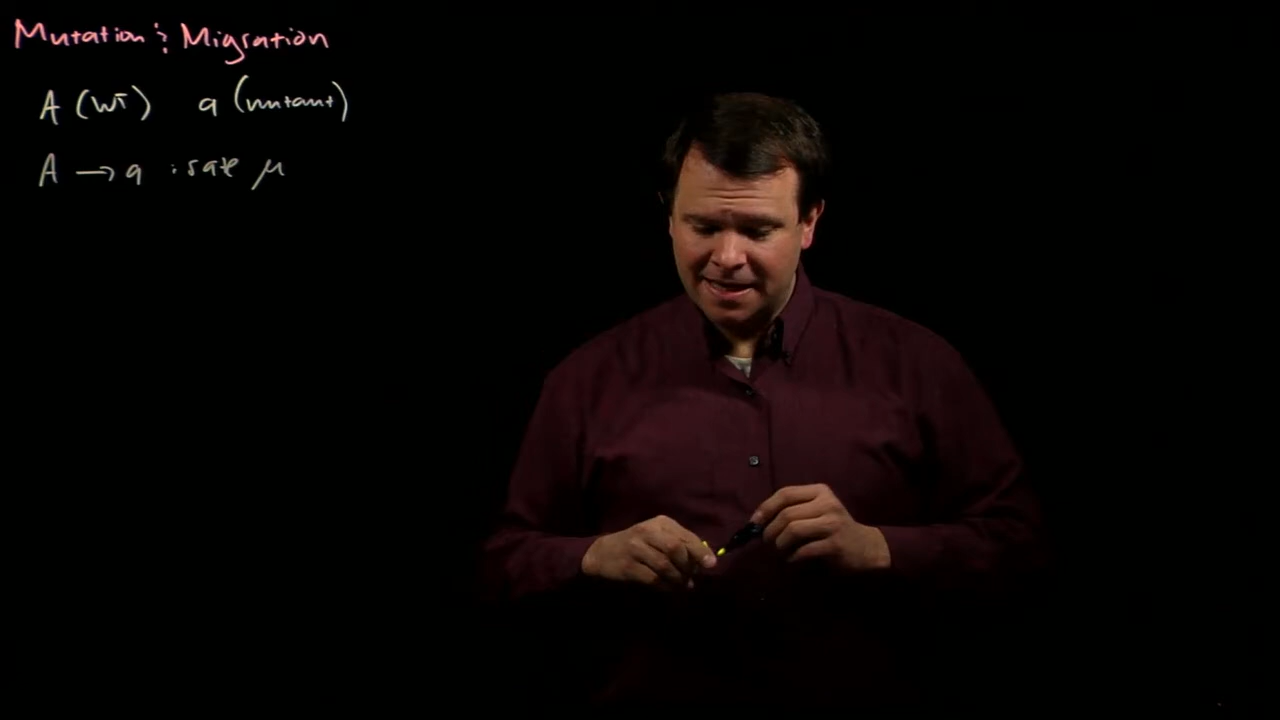 Mutation & Migration
A (WT) a (mutant)
A → a : rate μ